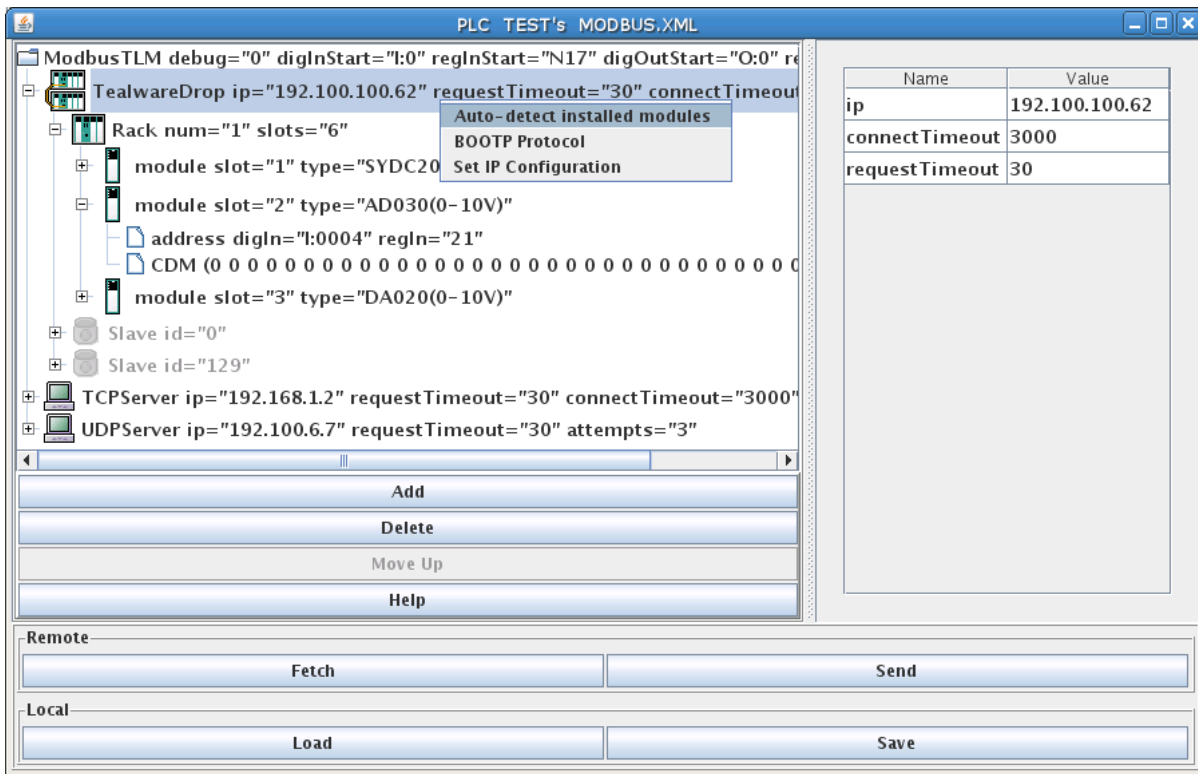 PLC TEST's MODBUS.XML
ModbusTLM debug="0" digInStart="I:0" regInStart="N17" digOutStart="O:0" re
TealwareDrop ip="192.100.100.62" requestTimeout="30" connectTimeout
Auto-detect installed modules
BOOTP Protocol
Set IP Configuration
Rack num="1" slots="6"
module slot="1" type="SYDC20
module slot="2" type="AD030(0-10V)"
address digIn="I:0004" regIn="21"
CDM (0 0 0 0 0 0 0 0 0 0 0 0 0 0 0 0 0 0 0 0 0 0 0 0 0 0 0 0 0 0 0 0
module slot="3" type="DA020(0-10V)"
Slave id="0"
Slave id="129"
TCPServer ip="192.168.1.2" requestTimeout="30" connectTimeout="3000"
UDPServer ip="192.100.6.7" requestTimeout="30" attempts="3"
Add
Delete
Move Up
Help
Name Value
ip 192.100.100.62
connectTimeout 3000
requestTimeout 30
Remote
Fetch Send
Local
Load Save